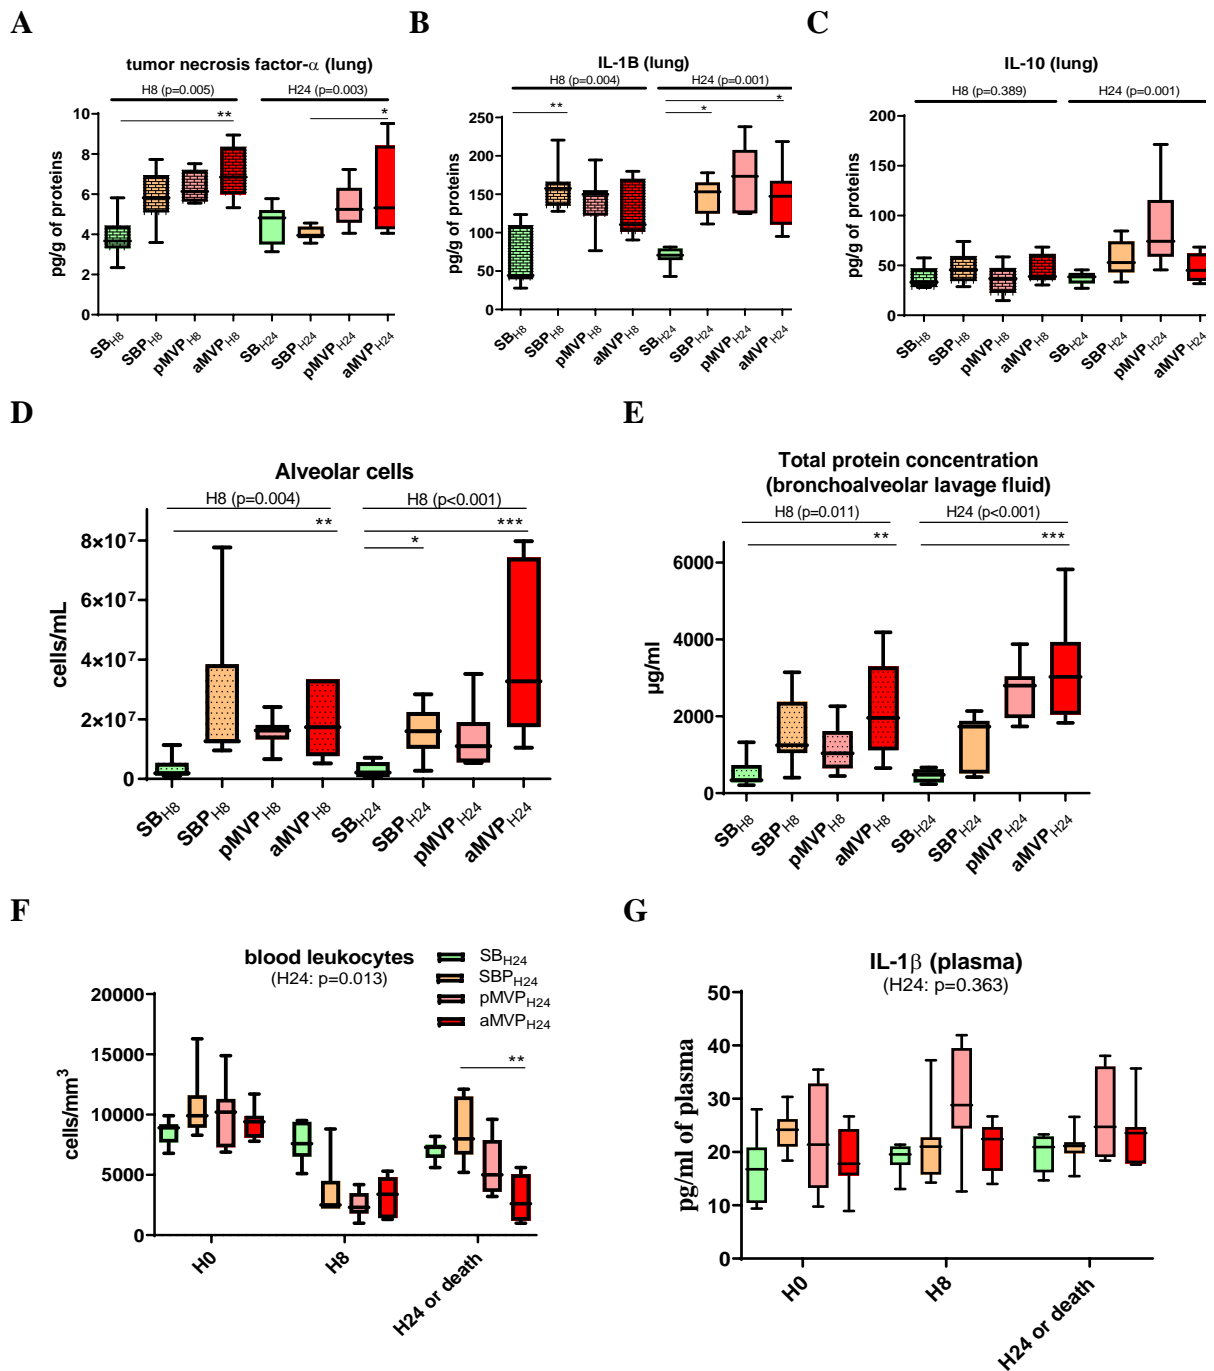 A
tumor necrosis factor-α (lung)
H8 (p=0.005)
H24 (p=0.003)
**
*
pg/g of proteins
10
8
6
4
2
0
SBH8
SBPH8
pMVPH8
aMVPH8
SBH24
SBPH24
pMVPH24
aMVPH24
B
IL-1B (lung)
H8 (p=0.004)
H24 (p=0.001)
**
*
*
pg/g of proteins
250
200
150
100
50
0
SBH8
SBPH8
pMVPH8
aMVPH8
SBH24
SBPH24
pMVPH24
aMVPH24
C
IL-10 (lung)
H8 (p=0.389)
H24 (p=0.001)
pg/g of proteins
200
150
100
50
0
SBH8
SBPH8
pMVPH8
aMVPH8
SBH24
SBPH24
pMVPH24
aMVPH24
D
Alveolar cells
H8 (p=0.004)
H8 (p<0.001)
**
***
*
cells/mL
8×10⁷
6×10⁷
4×10⁷
2×10⁷
0
SBH8
SBPH8
pMVPH8
aMVPH8
SBH24
SBPH24
pMVPH24
aMVPH24
E
Total protein concentration
(bronchoalveolar lavage fluid)
H8 (p=0.011)
H24 (p<0.001)
**
***
µg/ml
6000
4000
2000
0
SBH8
SBPH8
pMVPH8
aMVPH8
SBH24
SBPH24
pMVPH24
aMVPH24
F
blood leukocytes
(H24: p=0.013)
SBH24
SBPH24
pMVPH24
aMVPH24
**
cells/mm³
20000
15000
10000
5000
0
H0
H8
H24 or death
G
IL-1β (plasma)
(H24: p=0.363)
pg/ml of plasma
50
40
30
20
10
0
H0
H8
H24 or death